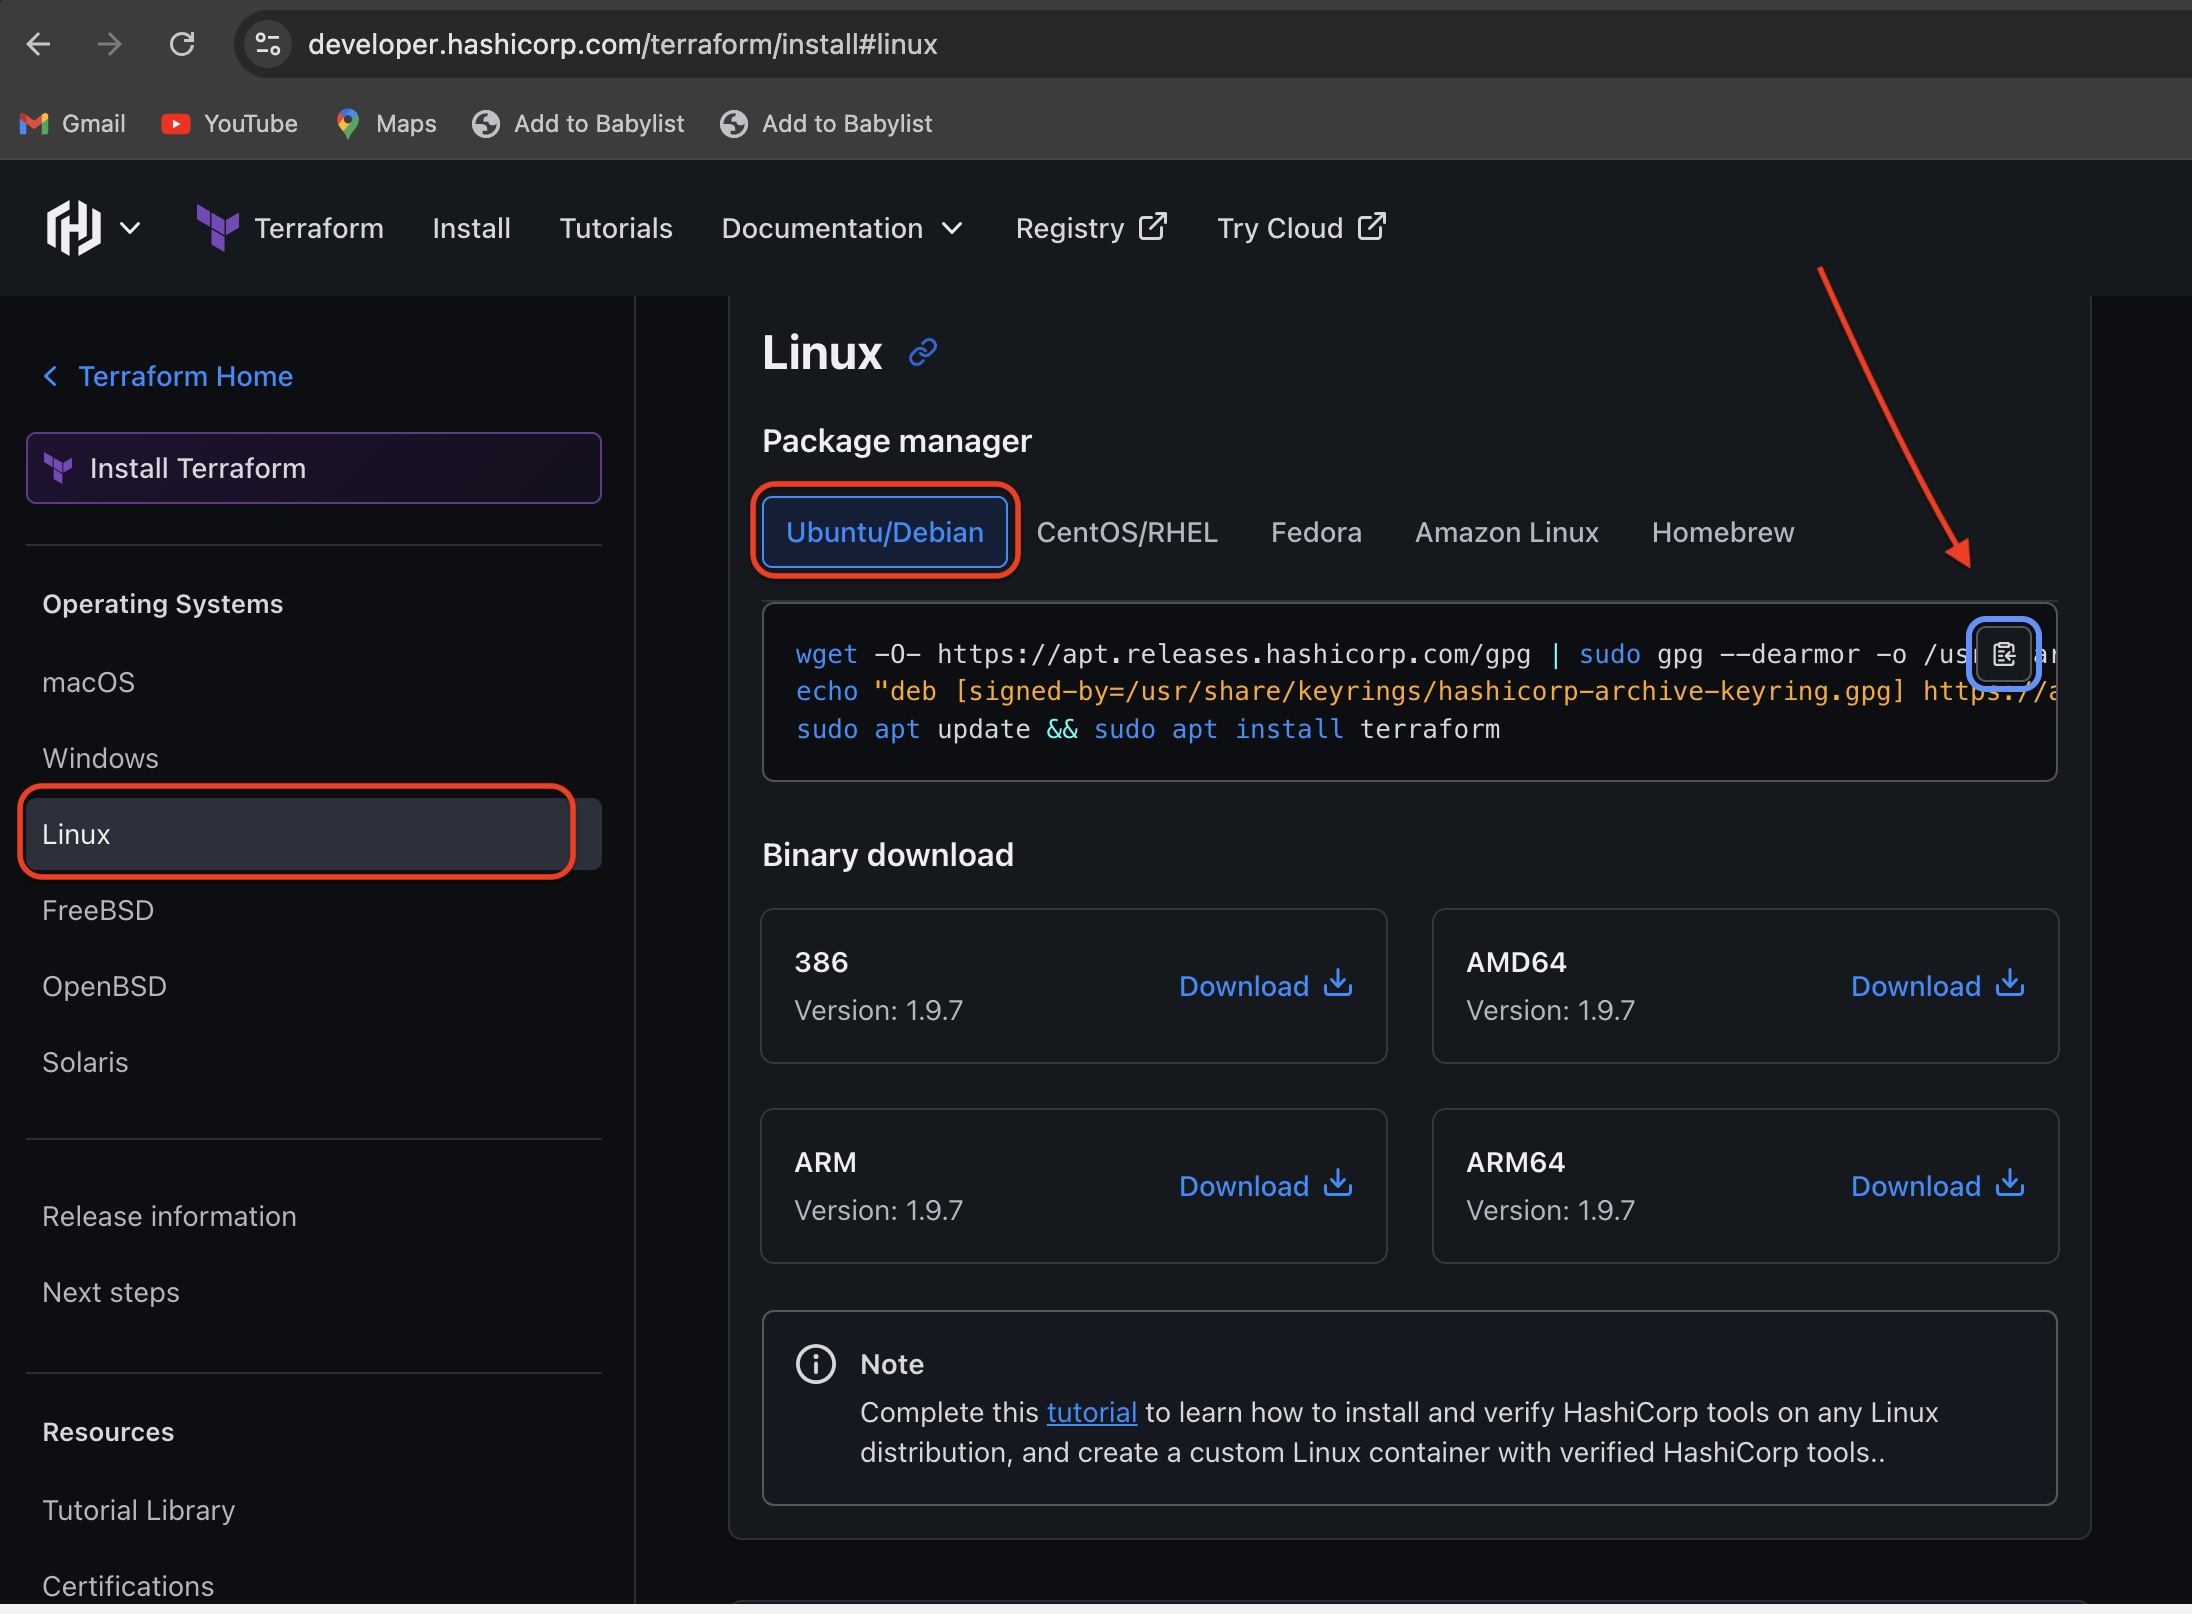 developer.hashicorp.com/terraform/install#linux
Gmail YouTube Maps Add to Babylist Add to Babylist
Terraform Install Tutorials Documentation Registry Try Cloud
Terraform Home
Install Terraform
Operating Systems
macOS
Windows
Linux
FreeBSD
OpenBSD
Solaris
Release information
Next steps
Resources
Tutorial Library
Certifications
Linux
Package manager
Ubuntu/Debian CentOS/RHEL Fedora Amazon Linux Homebrew
wget -O- https://apt.releases.hashicorp.com/gpg | sudo gpg --dearmor -o
echo "deb [signed-by=/usr/share/keyrings/hashicorp-archive-keyring.gpg] https://a
sudo apt update && sudo apt install terraform
Binary download
386
Version: 1.9.7
Download
AMD64
Version: 1.9.7
Download
ARM
Version: 1.9.7
Download
ARM64
Version: 1.9.7
Download
Note
Complete this tutorial to learn how to install and verify HashiCorp tools on any Linux
distribution, and create a custom Linux container with verified HashiCorp tools..